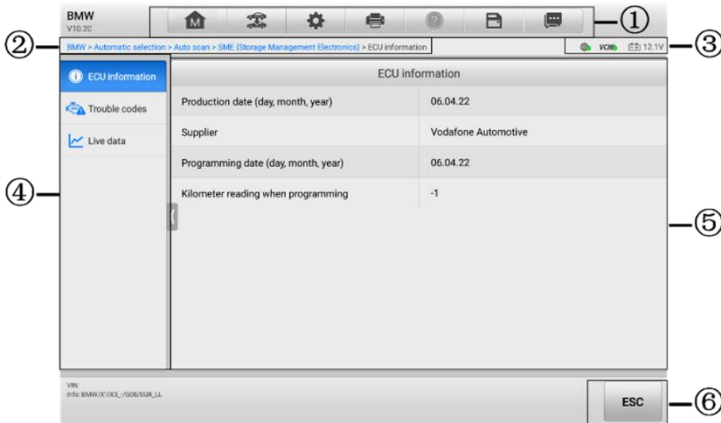 BMW
V10.20
M
①
②
BMW > Automatic selection > Auto scan > SME (Storage Management Electronics) > ECU information
VCMI 12.1V
③
ECU information
Trouble codes
Live data
④
ECU information
Production date (day, month, year) 06.04.22
Supplier Vodafone Automotive
Programming date (day, month, year) 06.04.22
Kilometer reading when programming -1
⑤
VIN:
ESC
⑥